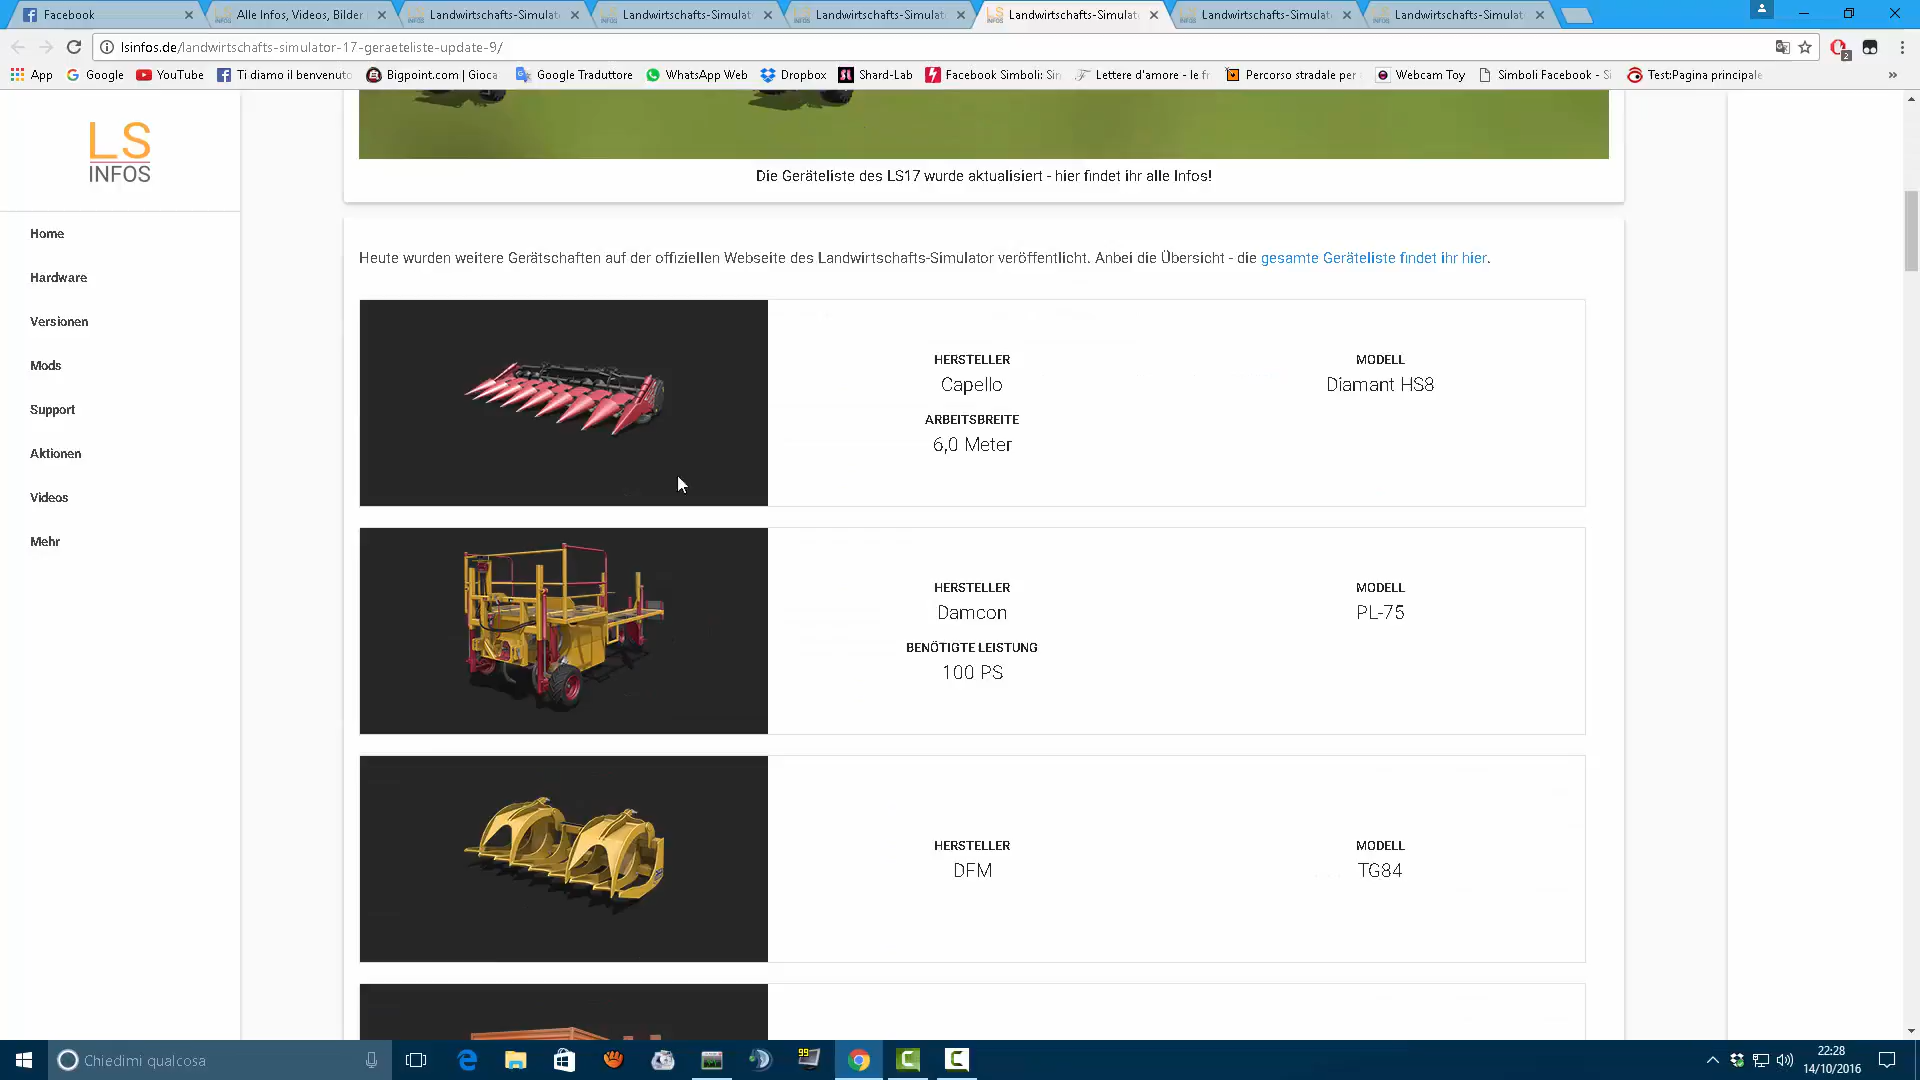 Facebook
Alle Infos, Videos, Bilder
Landwirtschafts-Simulat
Landwirtschafts-Simulat
Landwirtschafts-Simulat
Landwirtschafts-Simulat
Landwirtschafts-Simulat
Landwirtschafts-Simulat
lsinfos.de/landwirtschafts-simulator-17-geraeteliste-update-9/
2
App
Google
YouTube
Ti diamo il benvenuto
Bigpoint.com | Gioca
Google Traduttore
WhatsApp Web
Dropbox
Shard-Lab
Facebook Simboli: Sim
Lettere d'amore - le fr
Percorso stradale per
Webcam Toy
Simboli Facebook - Si
Test:Pagina principale
LS
INFOS
Home
Hardware
Versionen
Mods
Support
Aktionen
Videos
Mehr
Die Geräteliste des LS17 wurde aktualisiert - hier findet ihr alle Infos!
Heute wurden weitere Gerätschaften auf der offiziellen Webseite des Landwirtschafts-Simulator veröffentlicht. Anbei die Übersicht - die gesamte Geräteliste findet ihr hier.
HERSTELLER
Capello
MODELL
Diamant HS8
ARBEITSBREITE
6,0 Meter
HERSTELLER
Damcon
MODELL
PL-75
BENÖTIGTE LEISTUNG
100 PS
HERSTELLER
DFM
MODELL
TG84
Chiedimi qualcosa
99
22:28
14/10/2016